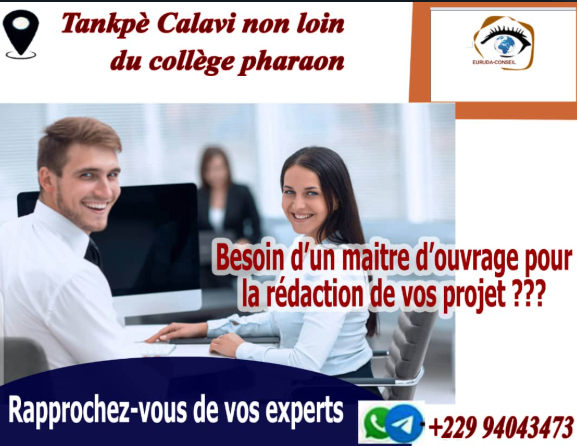 Tankpè Calavi non loin
du collège pharaon
EURUDA-CONSEIL
Besoin d'un maitre d'ouvrage pour
la rédaction de vos projet ???
Rapprochez-vous de vos experts
+229 94043473